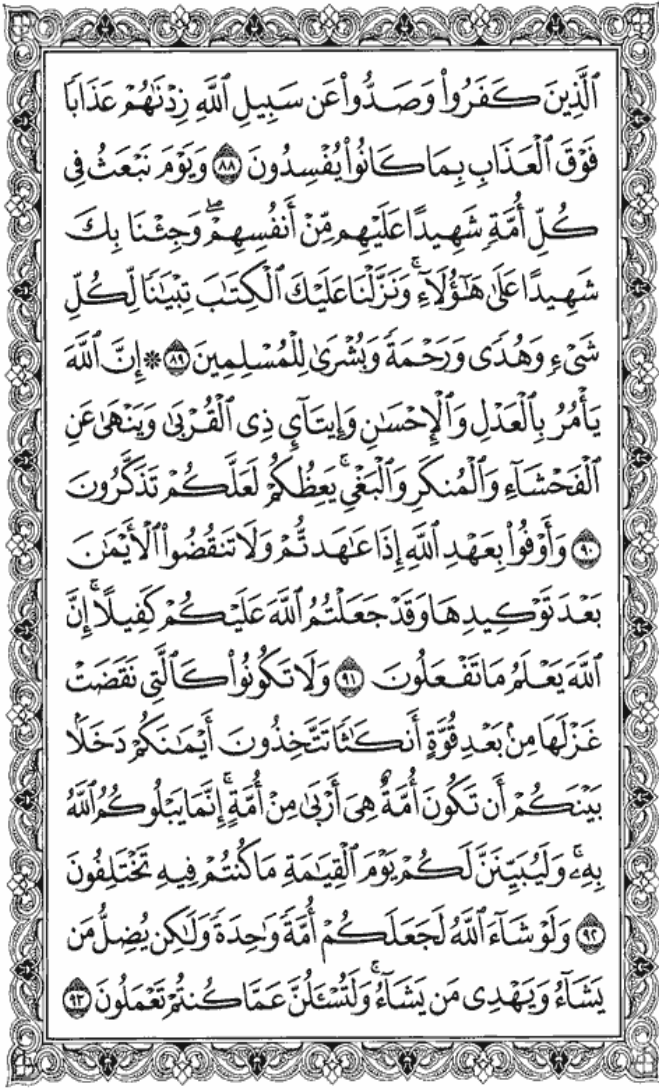 ٱلَّذِينَ كَفَرُواْ وَصَدُّواْ عَن سَبِيلِ ٱللَّهِ زِدْنَٰهُمْ عَذَابًا
فَوْقَ ٱلْعَذَابِ بِمَا كَانُواْ يُفْسِدُونَ ٨٨ وَيَوْمَ نَبْعَثُ فِي
كُلِّ أُمَّةٍ شَهِيدًا عَلَيْهِم مِّنْ أَنفُسِهِمْۖ وَجِئْنَا بِكَ
شَهِيدًا عَلَىٰ هَٰٓؤُلَآءِۚ وَنَزَّلْنَا عَلَيْكَ ٱلْكِتَٰبَ تِبْيَٰنًا لِّكُلِّ
شَيْءٍ وَهُدًى وَرَحْمَةً وَبُشْرَىٰ لِلْمُسْلِمِينَ ٨٩ ۞ إِنَّ ٱللَّهَ
يَأْمُرُ بِٱلْعَدْلِ وَٱلْإِحْسَٰنِ وَإِيتَآيِٕ ذِي ٱلْقُرْبَىٰ وَيَنْهَىٰ عَنِ
ٱلْفَحْشَآءِ وَٱلْمُنكَرِ وَٱلْبَغْيِۚ يَعِظُكُمْ لَعَلَّكُمْ تَذَكَّرُونَ
٩٠ وَأَوْفُواْ بِعَهْدِ ٱللَّهِ إِذَا عَٰهَدتُّمْ وَلَا تَنقُضُواْ ٱلْأَيْمَٰنَ
بَعْدَ تَوْكِيدِهَا وَقَدْ جَعَلْتُمُ ٱللَّهَ عَلَيْكُمْ كَفِيلًاۚ إِنَّ
ٱللَّهَ يَعْلَمُ مَا تَفْعَلُونَ ٩١ وَلَا تَكُونُواْ كَٱلَّتِي نَقَضَتْ
غَزْلَهَا مِنۢ بَعْدِ قُوَّةٍ أَنكَٰثًا تَتَّخِذُونَ أَيْمَٰنَكُمْ دَخَلًۢا
بَيْنَكُمْ أَن تَكُونَ أُمَّةٌ هِيَ أَرْبَىٰ مِنْ أُمَّةٍۚ إِنَّمَا يَبْلُوكُمُ ٱللَّهُ
بِهِۦۚ وَلَيُبَيِّنَنَّ لَكُمْ يَوْمَ ٱلْقِيَٰمَةِ مَا كُنتُمْ فِيهِ تَخْتَلِفُونَ
٩٢ وَلَوْ شَآءَ ٱللَّهُ لَجَعَلَكُمْ أُمَّةً وَٰحِدَةً وَلَٰكِن يُضِلُّ مَن
يَشَآءُ وَيَهْدِي مَن يَشَآءُۚ وَلَتُسْـَٔلُنَّ عَمَّا كُنتُمْ تَعْمَلُونَ ٩٣